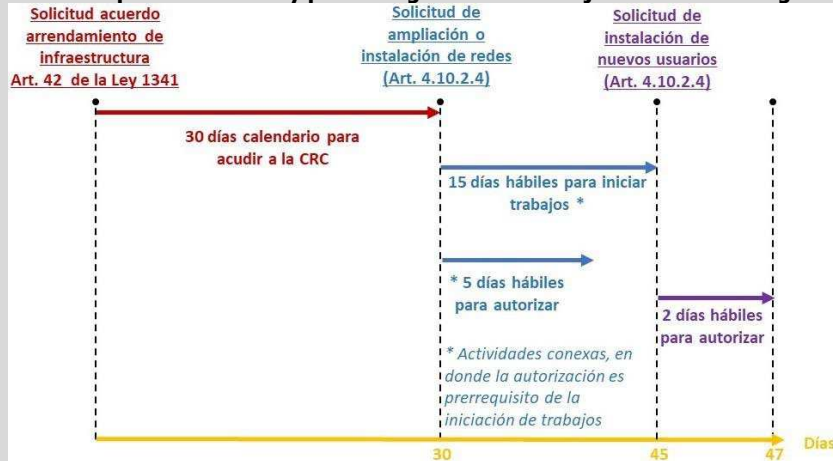 Solicitud acuerdo
arrendamiento de
infraestructura
Art. 42 de la Ley 1341
Solicitud de
ampliación o
instalación de redes
(Art. 4.10.2.4)
Solicitud de
instalación de
nuevos usuarios
(Art. 4.10.2.4)
30 días calendario para
acudir a la CRC
15 días hábiles para iniciar
trabajos *
* 5 días hábiles
para autorizar
2 días hábiles
para autorizar
* Actividades conexas, en
donde la autorización es
prerrequisito de la
iniciación de trabajos
Días
30
45
47